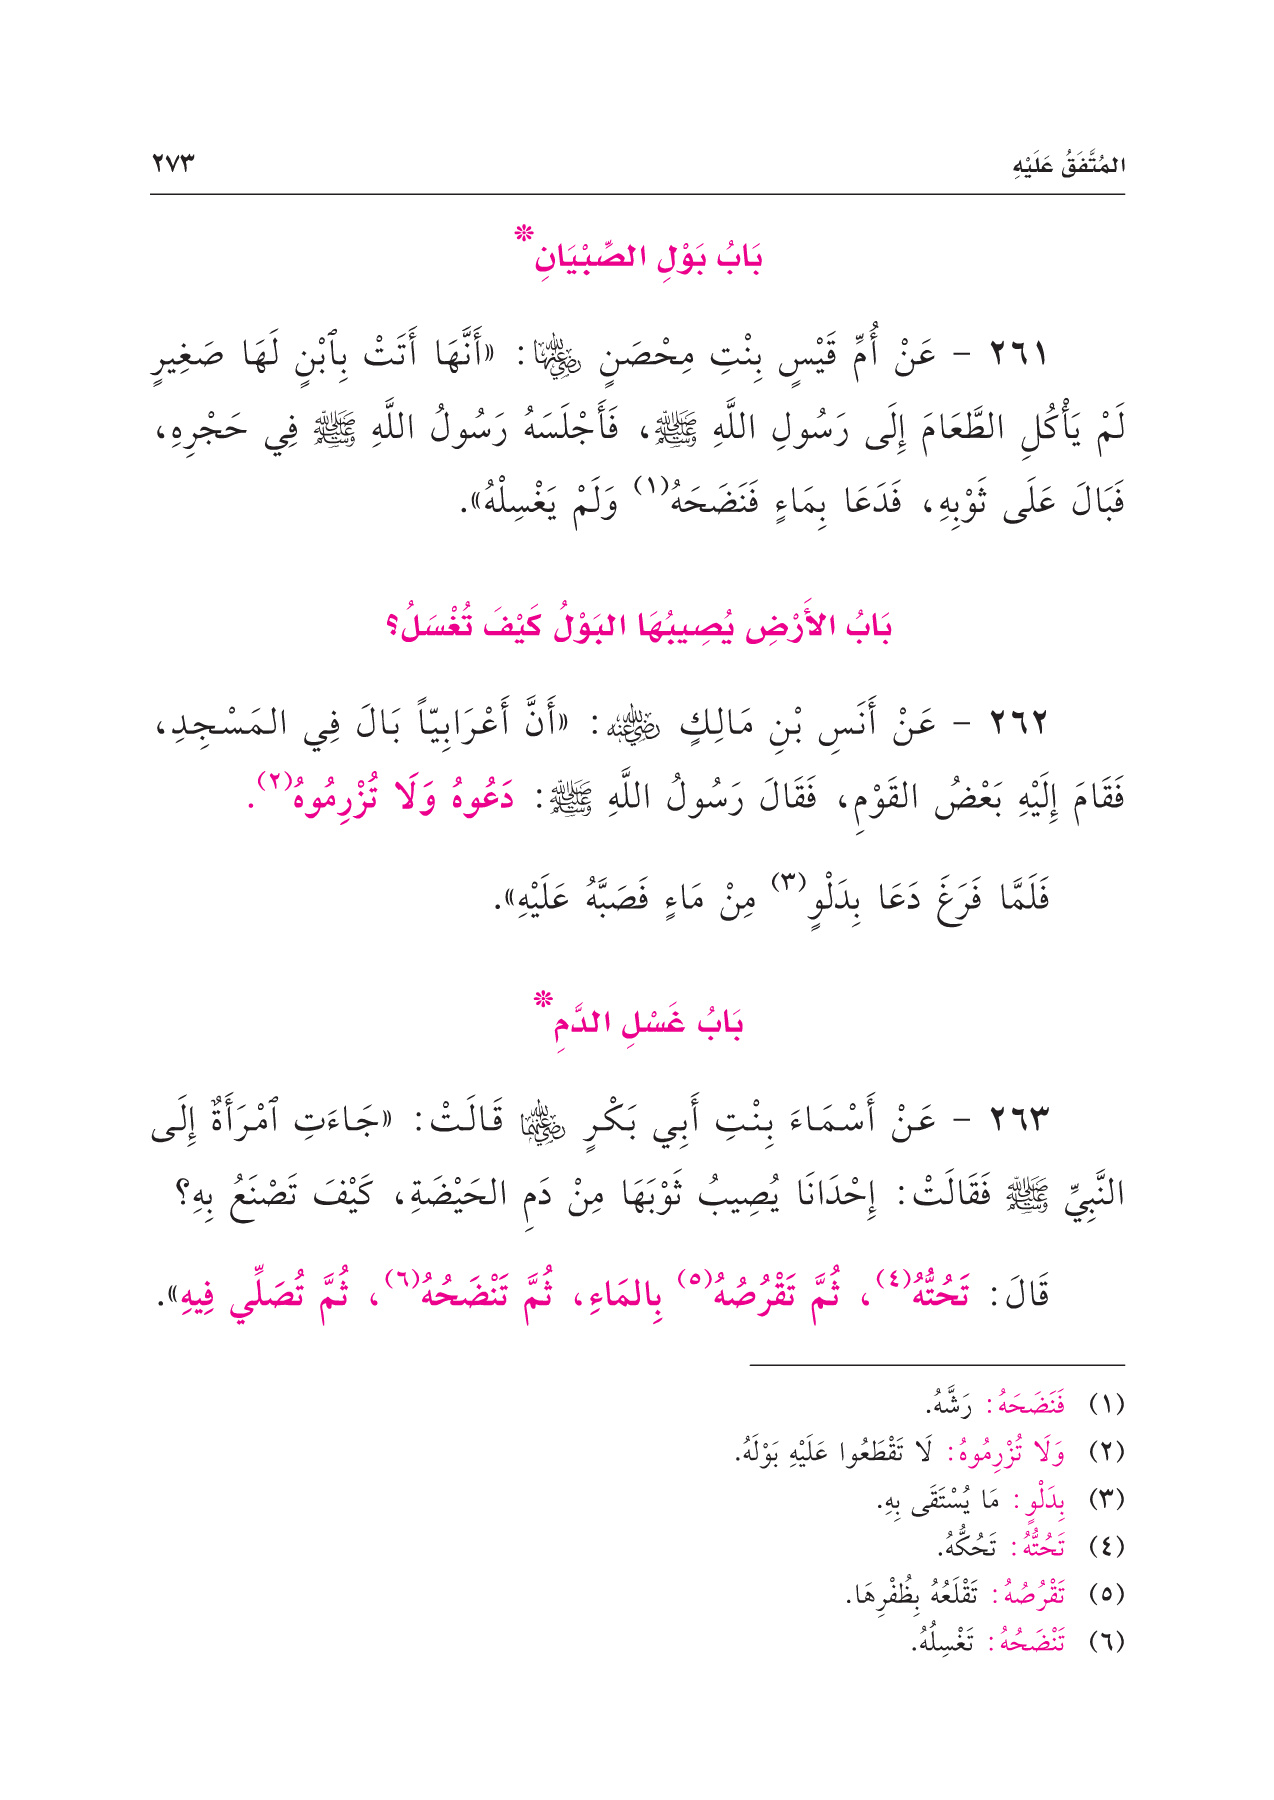 المُتَّفَقُ عَلَيْهِ ٢٧٣
بَابُ بَوْلِ الصِّبْيَانِ*
٢٦١ - عَنْ أُمِّ قَيْسٍ بِنْتِ مِحْصَنٍ رضي الله عنها: «أَنَّهَا أَتَتْ بِٱبْنٍ لَهَا صَغِيرٍ
لَمْ يَأْكُلِ الطَّعَامَ إِلَى رَسُولِ اللَّهِ ﷺ، فَأَجْلَسَهُ رَسُولُ اللَّهِ ﷺ فِي حَجْرِهِ،
فَبَالَ عَلَى ثَوْبِهِ، فَدَعَا بِمَاءٍ فَنَضَحَهُ(١) وَلَمْ يَغْسِلْهُ».
بَابُ الأَرْضِ يُصِيبُهَا البَوْلُ كَيْفَ تُغْسَلُ؟
٢٦٢ - عَنْ أَنَسِ بْنِ مَالِكٍ رضي الله عنه: «أَنَّ أَعْرَابِيّاً بَالَ فِي المَسْجِدِ،
فَقَامَ إِلَيْهِ بَعْضُ القَوْمِ، فَقَالَ رَسُولُ اللَّهِ ﷺ: دَعُوهُ وَلَا تُزْرِمُوهُ(٢).
فَلَمَّا فَرَغَ دَعَا بِدَلْوٍ(٣) مِنْ مَاءٍ فَصَبَّهُ عَلَيْهِ».
بَابُ غَسْلِ الدَّمِ*
٢٦٣ - عَنْ أَسْمَاءَ بِنْتِ أَبِي بَكْرٍ رضي الله عنهما قَالَتْ: «جَاءَتِ ٱمْرَأَةٌ إِلَى
النَّبِيِّ ﷺ فَقَالَتْ: إِحْدَانَا يُصِيبُ ثَوْبَهَا مِنْ دَمِ الحَيْضَةِ، كَيْفَ تَصْنَعُ بِهِ؟
قَالَ: تَحُتُّهُ(٤)، ثُمَّ تَقْرُصُهُ(٥) بِالمَاءِ، ثُمَّ تَنْضَحُهُ(٦)، ثُمَّ تُصَلِّي فِيهِ».
(١) فَنَضَحَهُ: رَشَّهُ.
(٢) وَلَا تُزْرِمُوهُ: لَا تَقْطَعُوا عَلَيْهِ بَوْلَهُ.
(٣) بِدَلْوٍ: مَا يُسْتَقَى بِهِ.
(٤) تَحُتُّهُ: تَحُكُّهُ.
(٥) تَقْرُصُهُ: تَقْلَعُهُ بِظُفْرِهَا.
(٦) تَنْضَحُهُ: تَغْسِلُهُ.